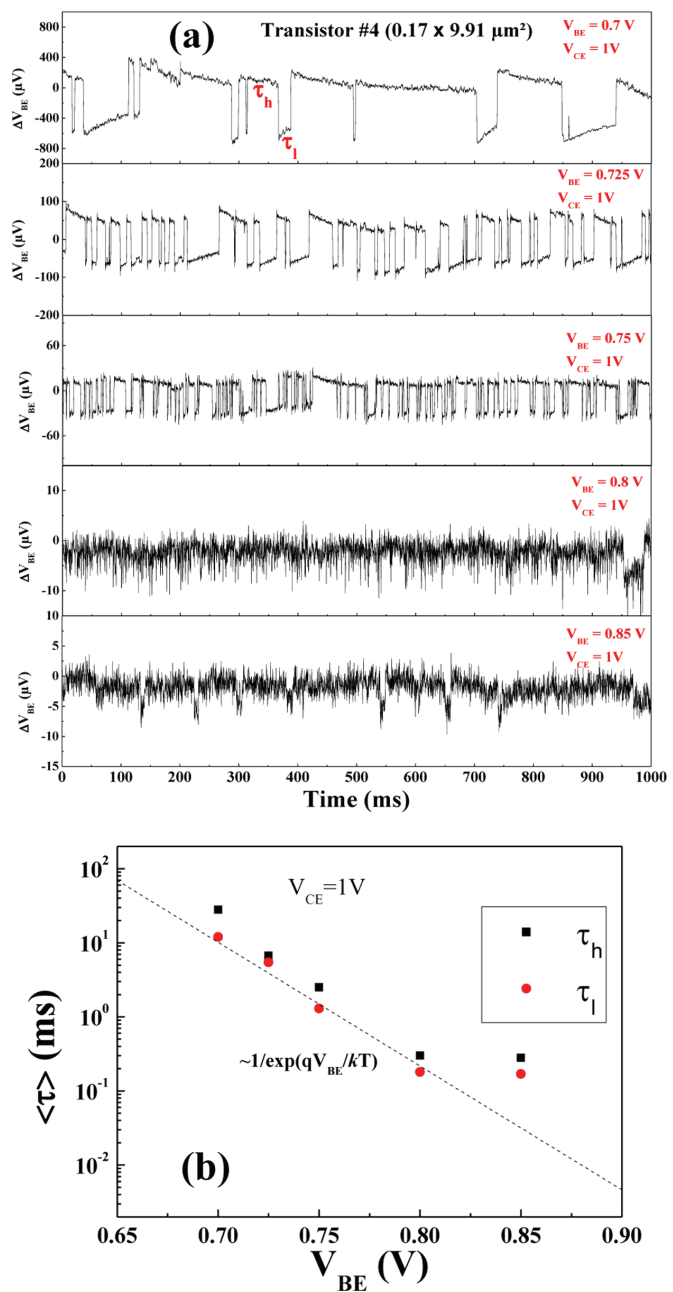 (a) Transistor #4 (0.17 x 9.91 µm²)
V_BE = 0.7 V
V_CE = 1V
τ_h
τ_l
ΔV_BE (µV)
800
400
0
-400
-800
V_BE = 0.725 V
V_CE = 1V
ΔV_BE (µV)
200
100
0
-100
-200
V_BE = 0.75 V
V_CE = 1V
ΔV_BE (µV)
60
0
-60
V_BE = 0.8 V
V_CE = 1V
ΔV_BE (µV)
10
0
-10
V_BE = 0.85 V
V_CE = 1V
ΔV_BE (µV)
10
5
0
-5
-10
-15
0 100 200 300 400 500 600 700 800 900 1000
Time (ms)
V_CE=1V
τ_h
τ_l
~1/exp(qV_BE/kT)
(b)
<τ> (ms)
10²
10¹
10⁰
10⁻¹
10⁻²
0.65 0.70 0.75 0.80 0.85 0.90
V_BE (V)